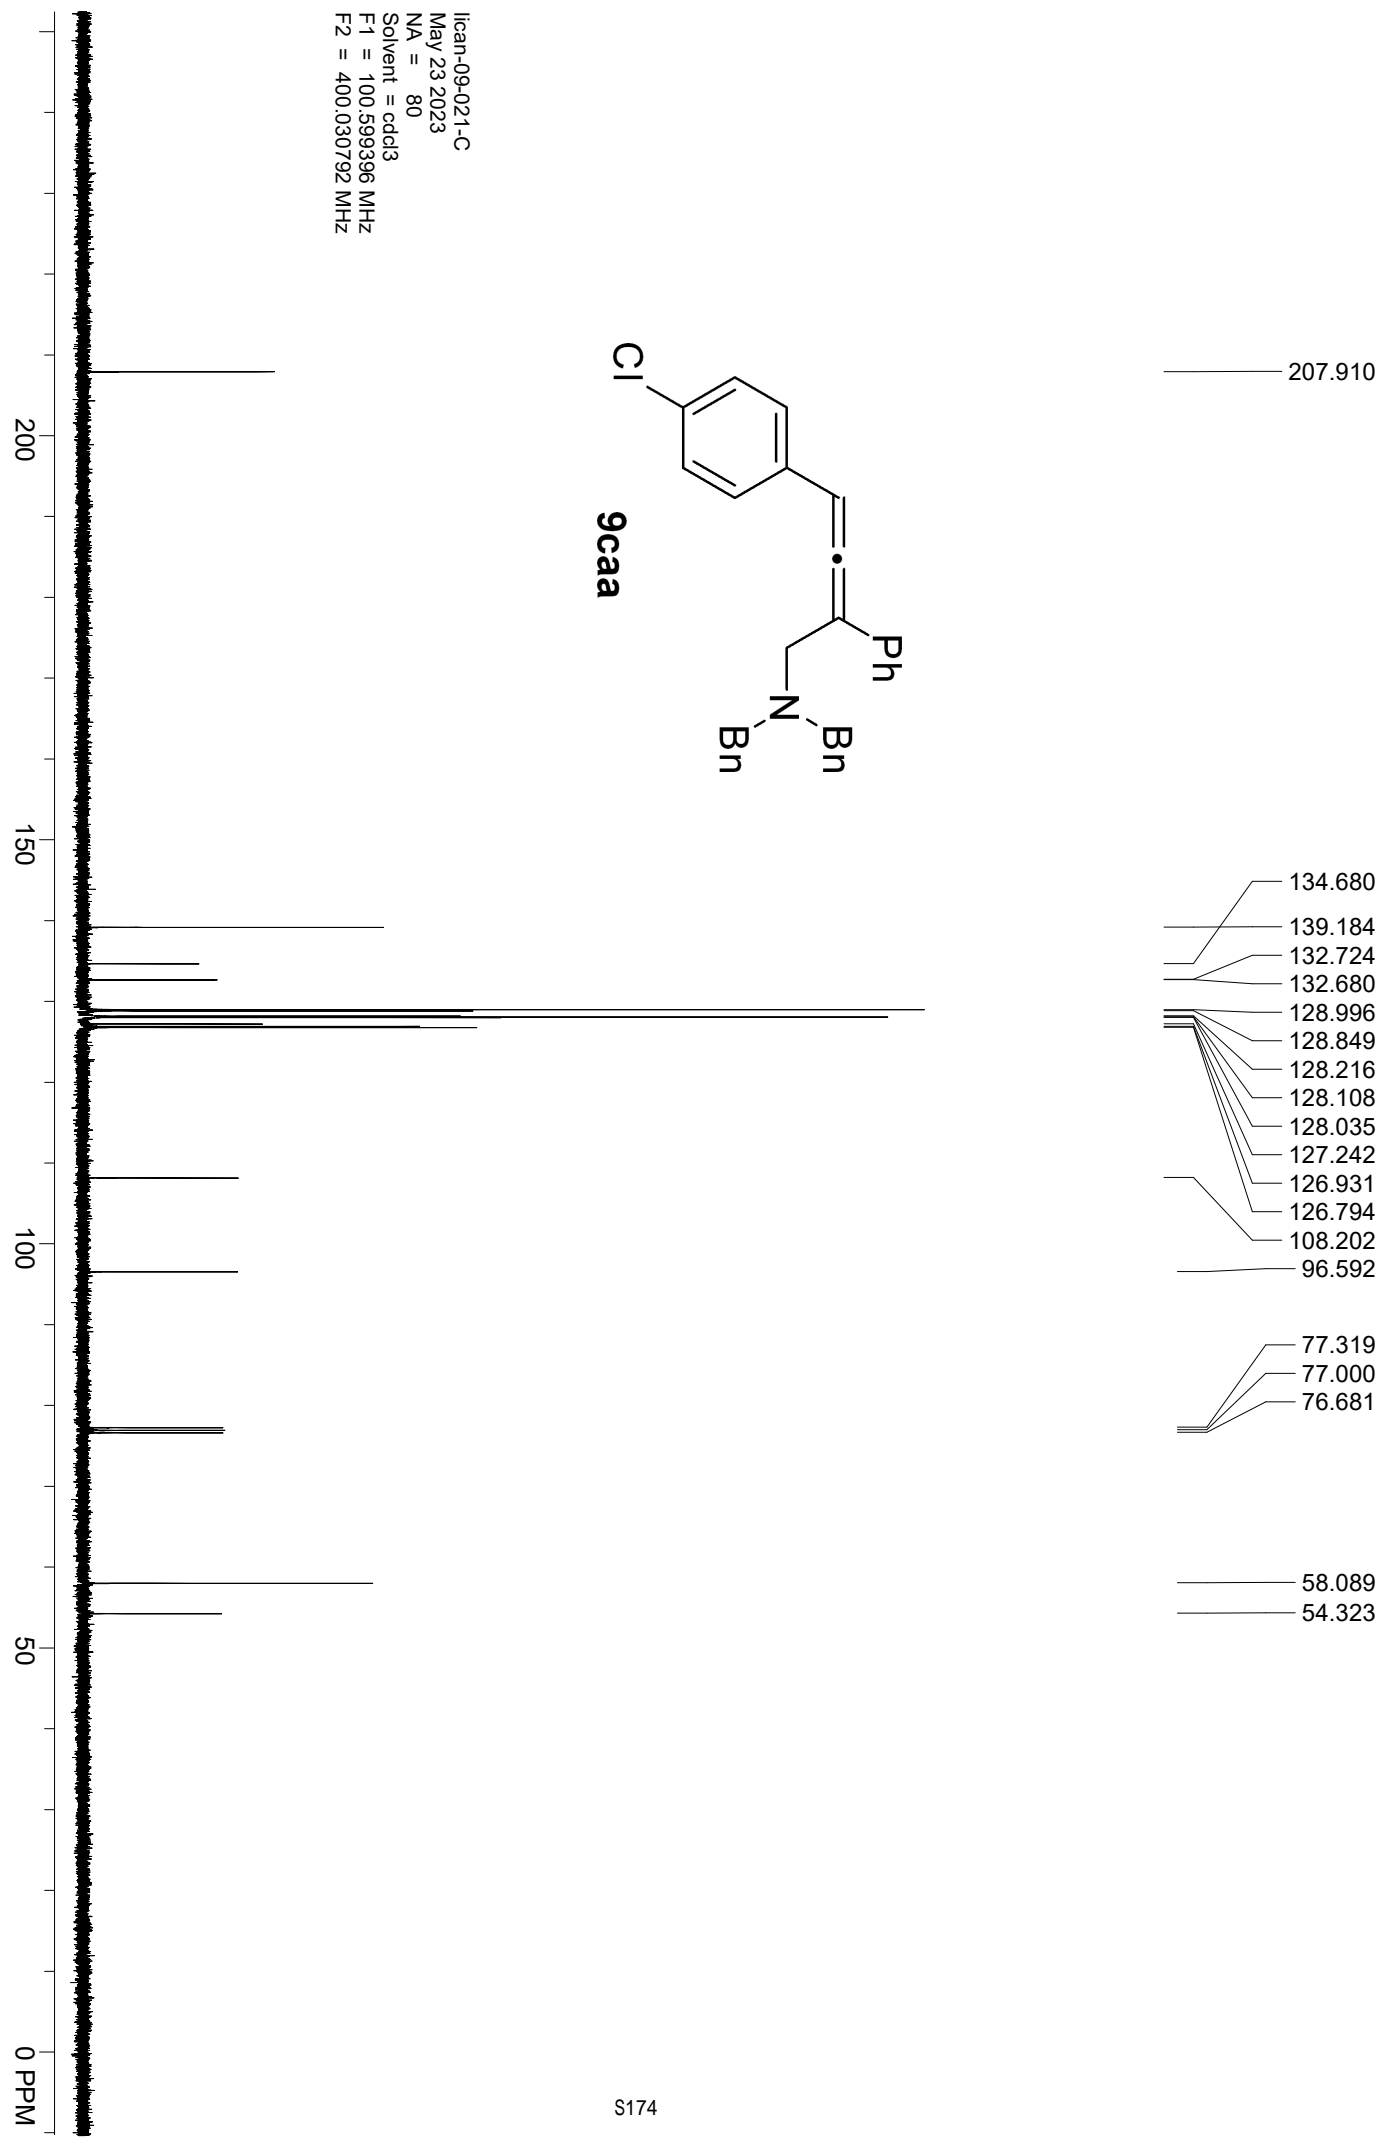 lican-09-021-C
May 23 2023
NA = 80
Solvent = cdcl3
F1 = 100.599396 MHz
F2 = 400.030792 MHz
Cl
Ph
N
Bn
Bn
9caa
207.910
134.680
139.184
132.724
132.680
128.996
128.849
128.216
128.108
128.035
127.242
126.931
126.794
108.202
96.592
77.319
77.000
76.681
58.089
54.323
200
150
100
50
0 PPM
S174